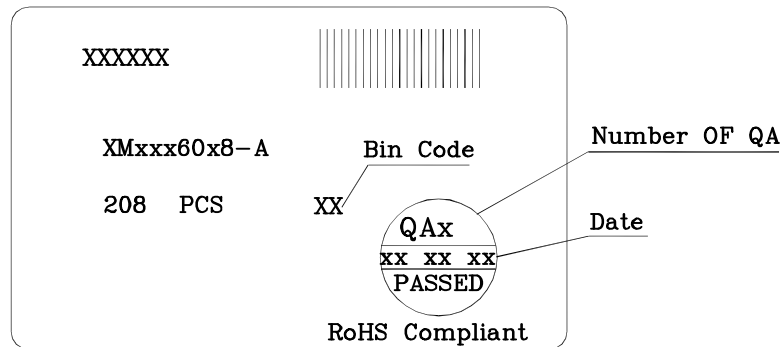 XXXXXX
XMxxx60x8-A
Bin Code
Number OF QA
208 PCS
XX
QAx
Date
xx xx xx
PASSED
RoHS Compliant